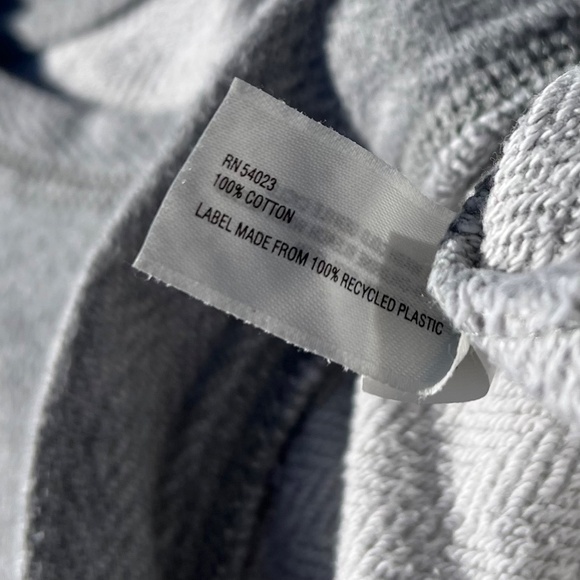 RN 54023
100% COTTON
LABEL MADE FROM 100% RECYCLED PLASTIC